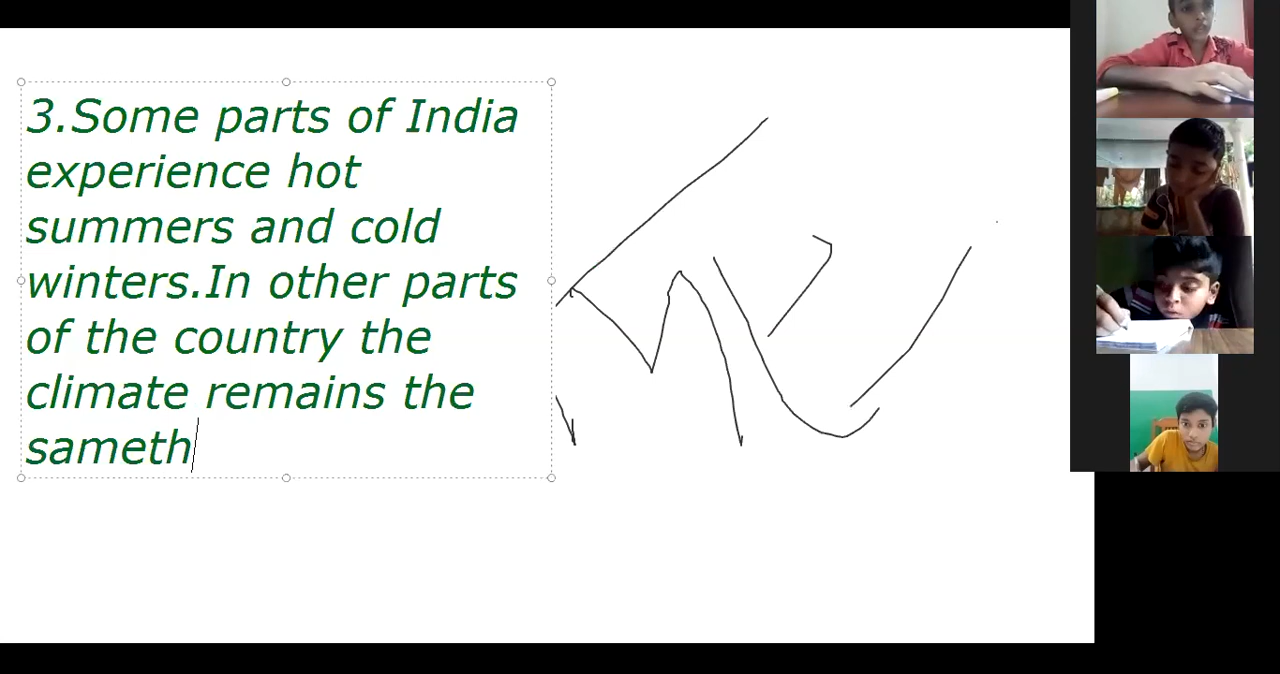 3.Some parts of India
experience hot
summers and cold
winters.In other parts
of the country the
climate remains the
sameth